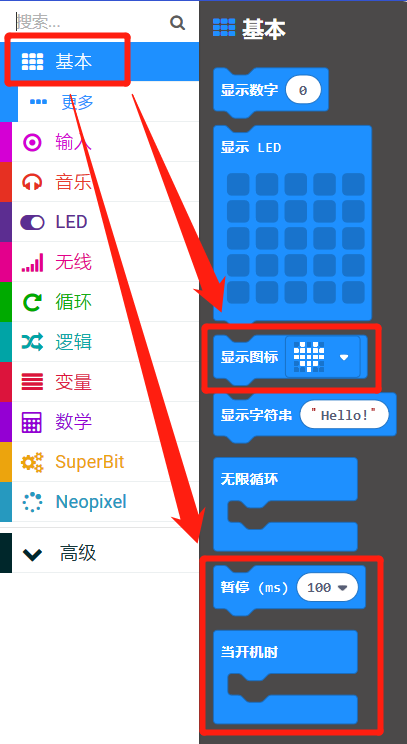 搜索...
基本
更多
输入
音乐
LED
无线
循环
逻辑
变量
数学
SuperBit
Neopixel
高级
基本
显示数字 0
显示 LED
显示图标
显示字符串 "Hello!"
无限循环
暂停 (ms) 100
当开机时